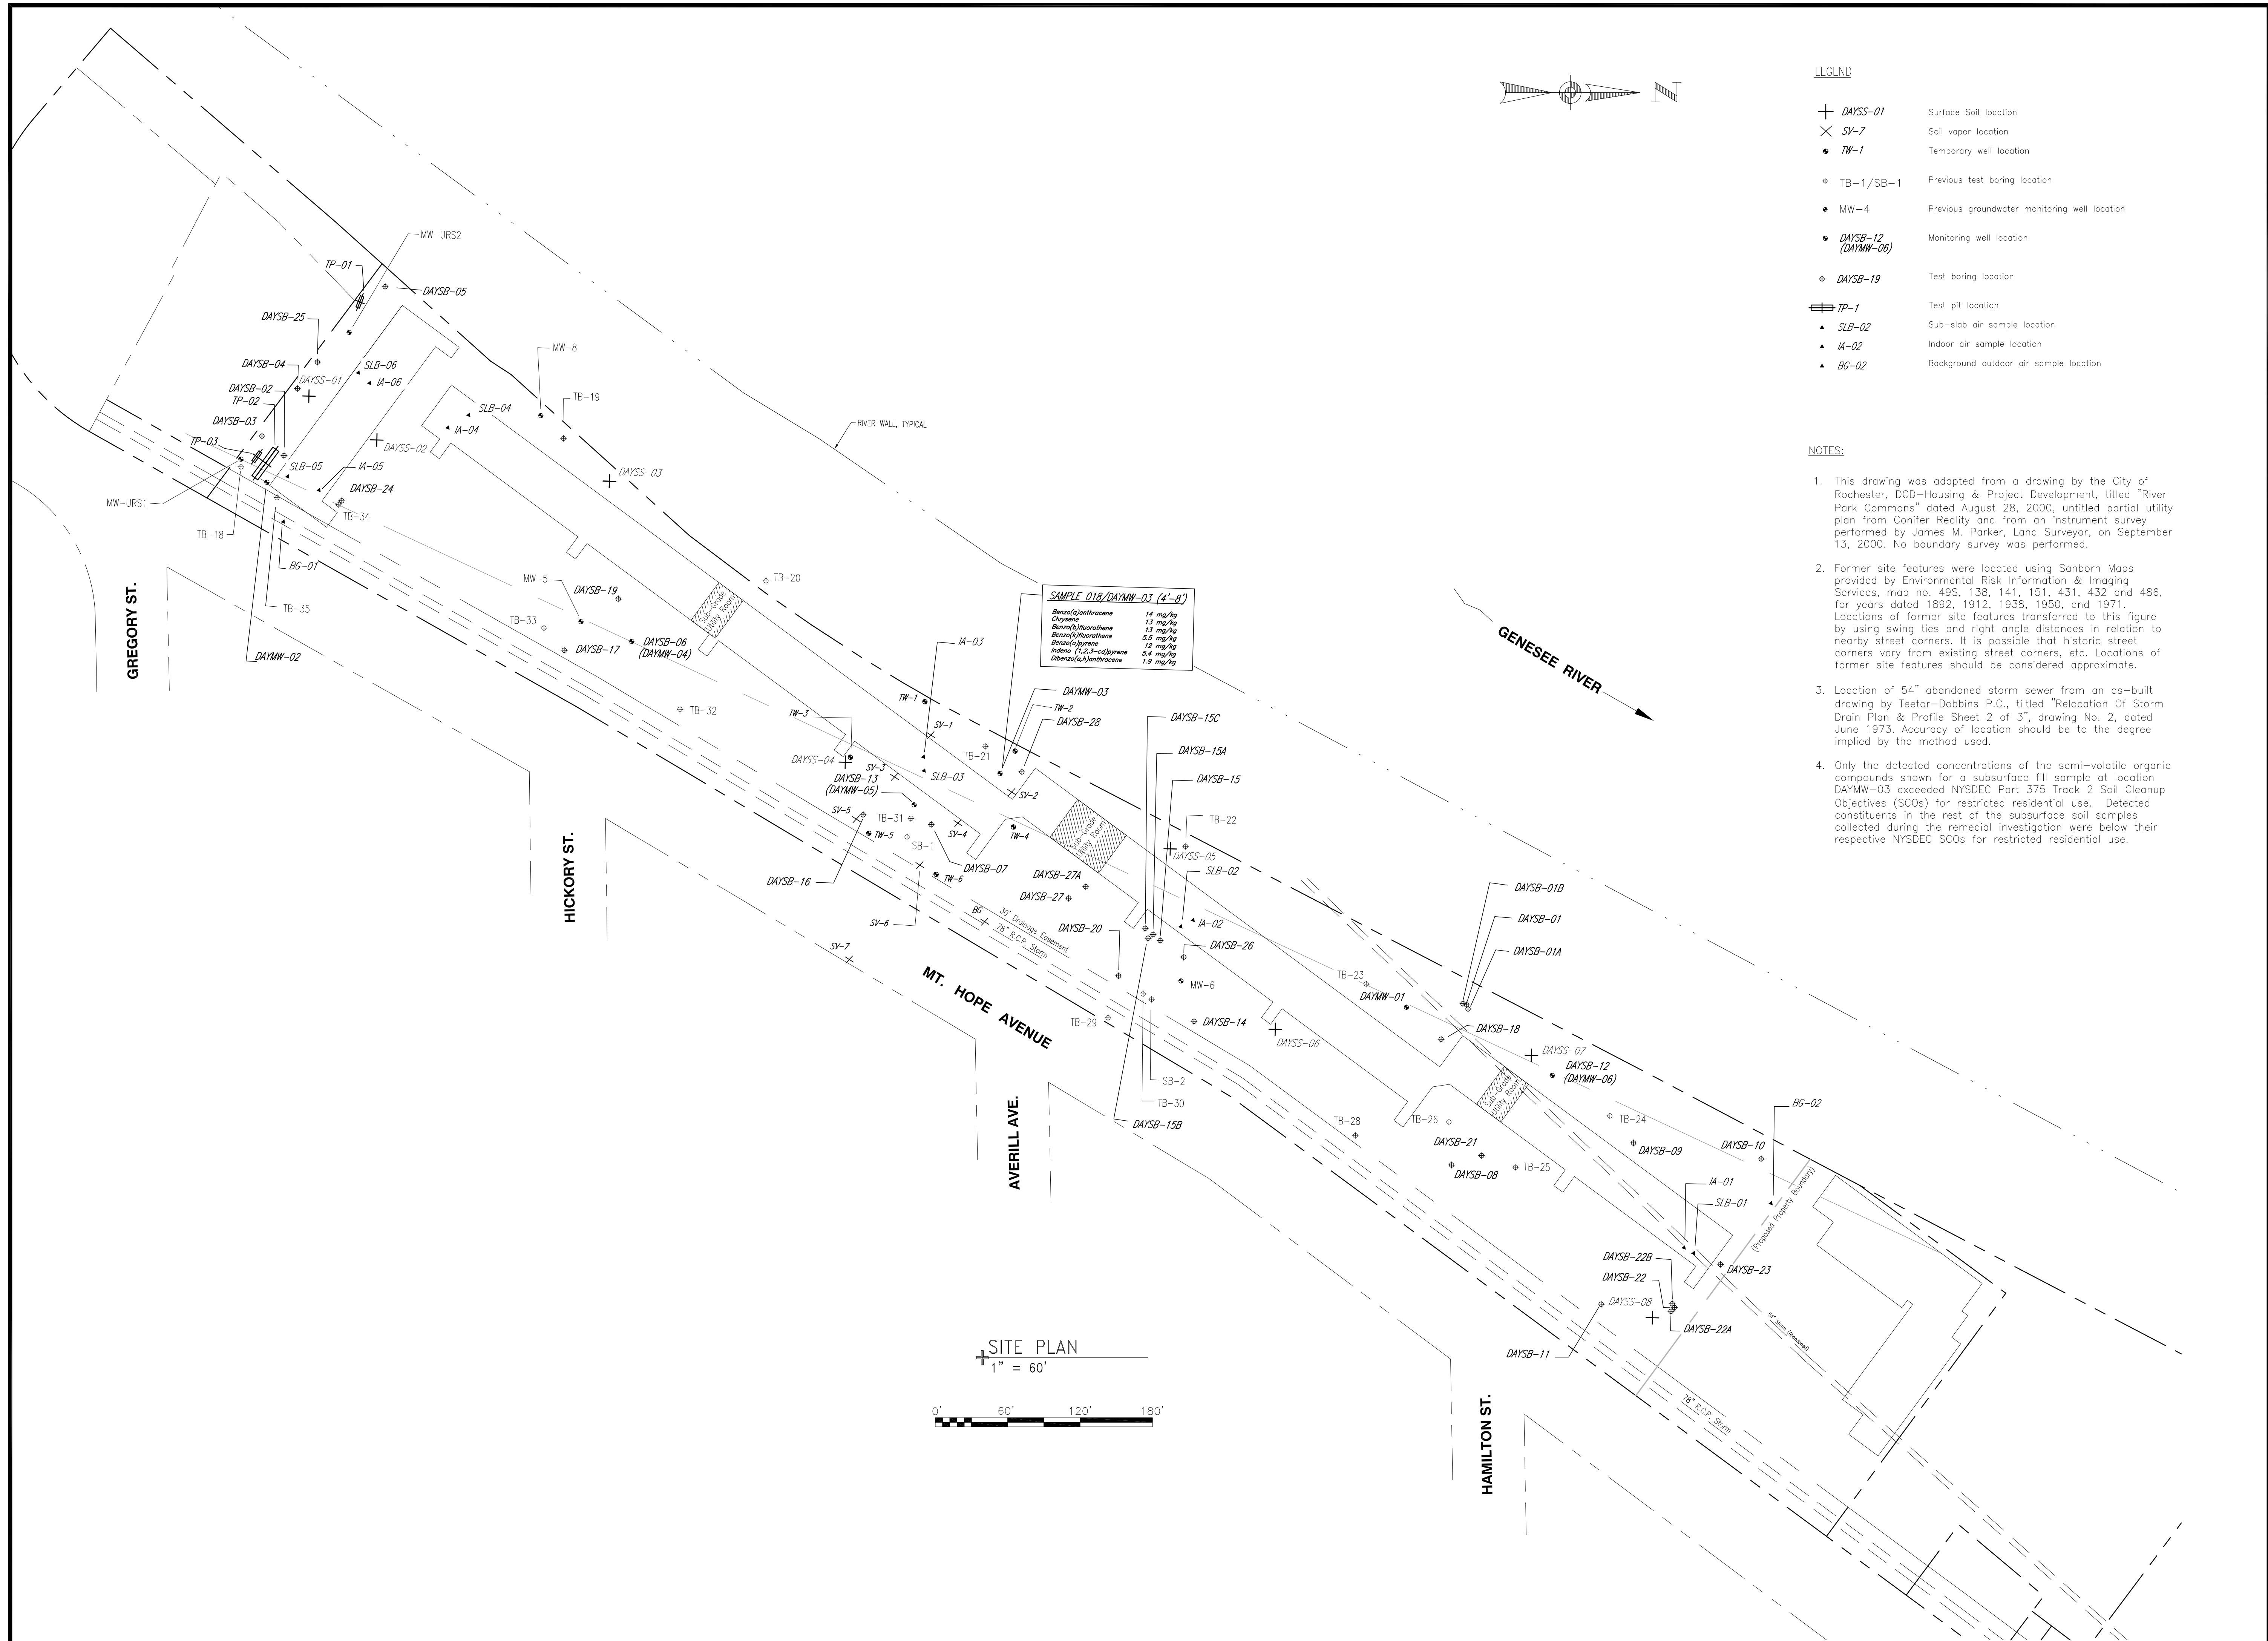 N
LEGEND
DAYSS-01 Surface Soil location
SV-7 Soil vapor location
TW-1 Temporary well location
TB-1/SB-1 Previous test boring location
MW-4 Previous groundwater monitoring well location
DAYSB-12 Monitoring well location
(DAYMW-06)
DAYSB-19 Test boring location
TP-1 Test pit location
SLB-02 Sub-slab air sample location
IA-02 Indoor air sample location
BG-02 Background outdoor air sample location
NOTES:
1. This drawing was adapted from a drawing by the City of
Rochester, DCD-Housing & Project Development, titled "River
Park Commons" dated August 28, 2000, untitled partial utility
plan from Conifer Reality and from an instrument survey
performed by James M. Parker, Land Surveyor, on September
13, 2000. No boundary survey was performed.
2. Former site features were located using Sanborn Maps
provided by Environmental Risk Information & Imaging
Services, map no. 49S, 138, 141, 151, 431, 432 and 486,
for years dated 1892, 1912, 1938, 1950, and 1971.
Locations of former site features transferred to this figure
by using swing ties and right angle distances in relation to
nearby street corners. It is possible that historic street
corners vary from existing street corners, etc. Locations of
former site features should be considered approximate.
3. Location of 54" abandoned storm sewer from an as-built
drawing by Teetor-Dobbins P.C., tiltled "Relocation Of Storm
Drain Plan & Profile Sheet 2 of 3", drawing No. 2, dated
June 1973. Accuracy of location should be to the degree
implied by the method used.
4. Only the detected concentrations of the semi-volatile organic
compounds shown for a subsurface fill sample at location
DAYMW-03 exceeded NYSDEC Part 375 Track 2 Soil Cleanup
Objectives (SCOs) for restricted residential use. Detected
constituents in the rest of the subsurface soil samples
collected during the remedial investigation were below their
respective NYSDEC SCOs for restricted residential use.
MW-URS2
TP-01
DAYSB-05
DAYSB-25
DAYSB-04
DAYSS-01
DAYSB-02
TP-02
DAYSB-03
TP-03
SLB-06
IA-06
SLB-04
IA-04
DAYSS-02
SLB-05
IA-05
DAYSB-24
TB-34
MW-URS1
TB-18
BG-01
TB-35
DAYMW-02
MW-8
TB-19
DAYSS-03
RIVER WALL, TYPICAL
TB-20
MW-5
DAYSB-19
TB-33
DAYSB-17
DAYSB-06
(DAYMW-04)
Sub-Grade
Utility Room
TB-32
SAMPLE 018/DAYMW-03 (4'-8')
Benzo(a)anthracene 14 mg/kg
Chrysene 13 mg/kg
Benzo(b)fluorathene 13 mg/kg
Benzo(k)fluorathene 5.5 mg/kg
Benzo(a)pyrene 12 mg/kg
Indeno (1,2,3-cd)pyrene 5.4 mg/kg
Dibenzo(a,h)anthracene 1.9 mg/kg
GENESEE RIVER
IA-03
TW-1
SV-1
TW-3
DAYMW-03
TW-2
DAYSB-28
TB-21
DAYSS-04
SV-3
DAYSB-13
(DAYMW-05)
SLB-03
SV-2
SV-5
TB-31
TW-5
SB-1
SV-4
TW-4
DAYSB-07
TW-6
DAYSB-16
SV-6
SV-7
BG
30' Drainage Easement
78" R.C.P. Storm
Sub-Grade
Utility Room
DAYSB-15C
DAYSB-15A
DAYSB-15
TB-22
DAYSS-05
SLB-02
IA-02
DAYSB-27A
DAYSB-27
DAYSB-20
DAYSB-26
MW-6
DAYSB-14
TB-29
SB-2
TB-30
DAYSB-15B
DAYSS-06
TB-23
DAYMW-01
DAYSB-01B
DAYSB-01
DAYSB-01A
DAYSB-18
DAYSS-07
DAYSB-12
(DAYMW-06)
Sub-Grade
Utility Room
TB-28
TB-26
DAYSB-21
DAYSB-08
TB-25
TB-24
DAYSB-09
DAYSB-10
BG-02
(Proposed Property Boundary)
IA-01
SLB-01
DAYSB-22B
DAYSB-22
DAYSB-23
DAYSS-08
DAYSB-22A
DAYSB-11
54" Storm (Abandoned)
78" R.C.P. Storm
GREGORY ST.
HICKORY ST.
MT. HOPE AVENUE
AVERILL AVE.
HAMILTON ST.
SITE PLAN
1" = 60'
0' 60' 120' 180'